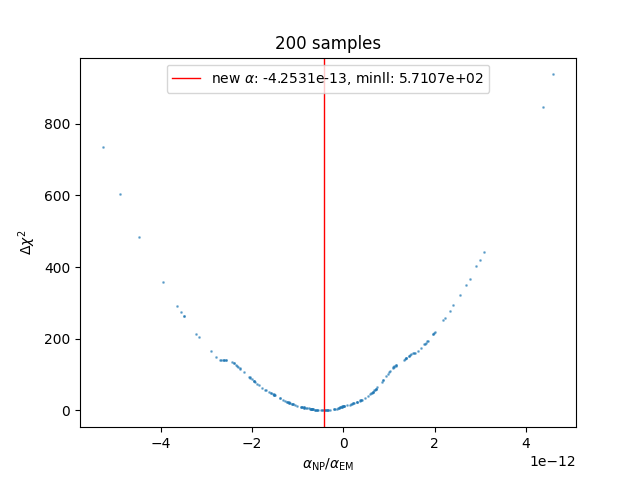 200 samples
new α: -4.2531e-13, minll: 5.7107e+02
Δχ²
800
600
400
200
0
−4 −2 0 2 4
1e−12
α_NP/α_EM